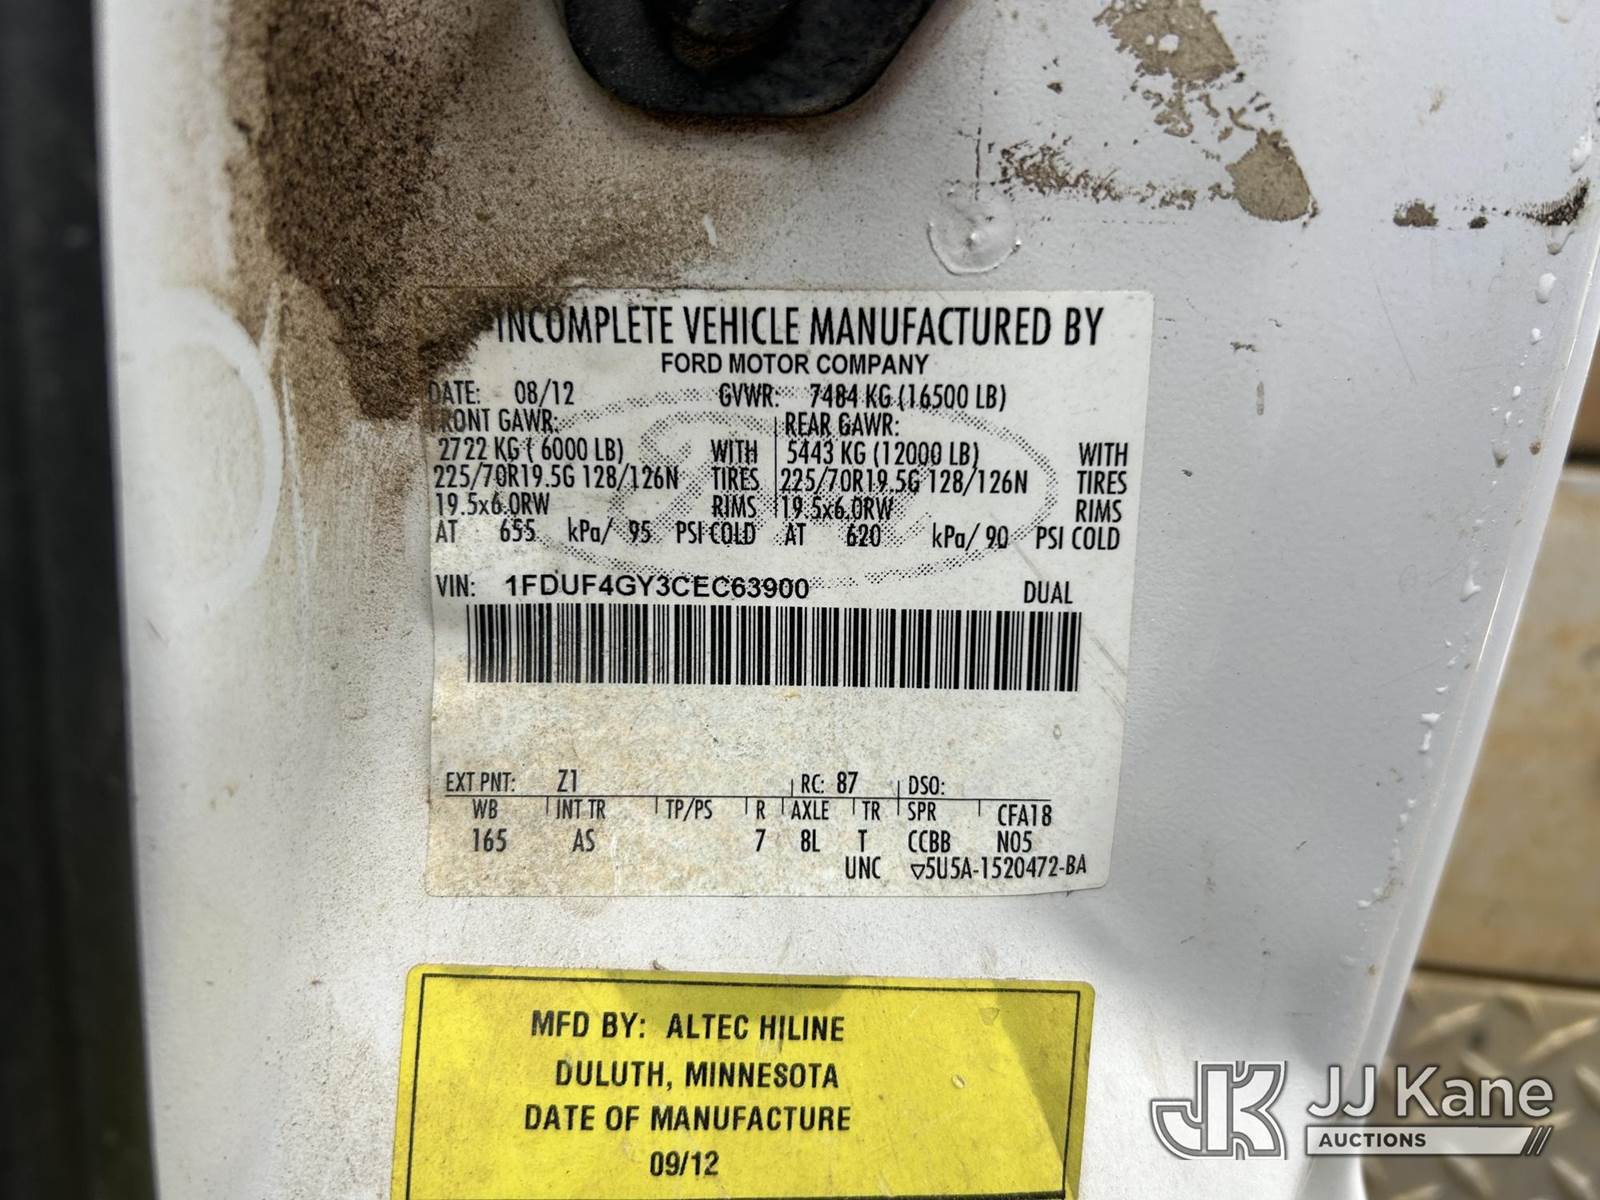 INCOMPLETE VEHICLE MANUFACTURED BY
FORD MOTOR COMPANY
DATE: 08/12 GVWR: 7484 KG (16500 LB)
FRONT GAWR: REAR GAWR:
2722 KG ( 6000 LB) WITH 5443 KG (12000 LB) WITH
225/70R19.5G 128/126N TIRES 225/70R19.5G 128/126N TIRES
19.5x6.0RW RIMS 19.5x6.0RW RIMS
AT 655 kPa/ 95 PSI COLD AT 620 kPa/ 90 PSI COLD
VIN: 1FDUF4GY3CEC63900 DUAL
EXT PNT: Z1 RC: 87 DSO:
WB INT TR TP/PS R AXLE TR SPR CFA18
165 AS 7 8L T CCBB N05
UNC ▽5U5A-1520472-BA
MFD BY: ALTEC HILINE
DULUTH, MINNESOTA
DATE OF MANUFACTURE
09/12
JK JJ Kane
AUCTIONS